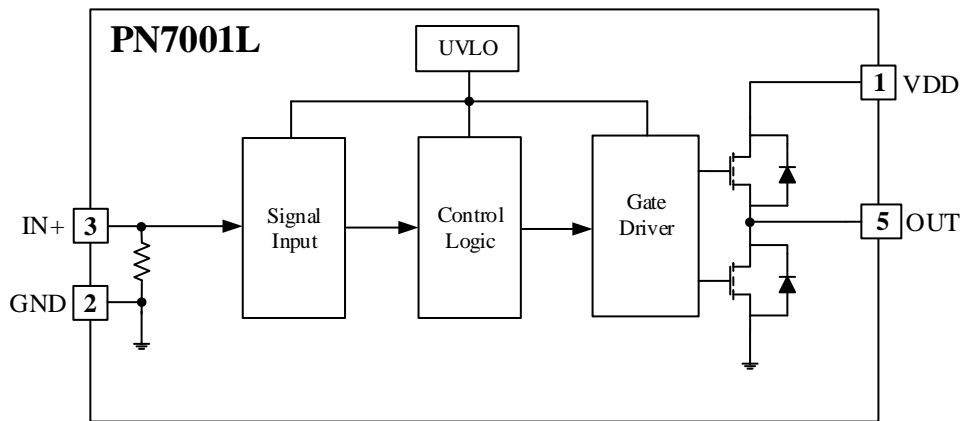 PN7001L
UVLO
1 VDD
IN+ 3
Signal
Input
Control
Logic
Gate
Driver
5 OUT
GND 2